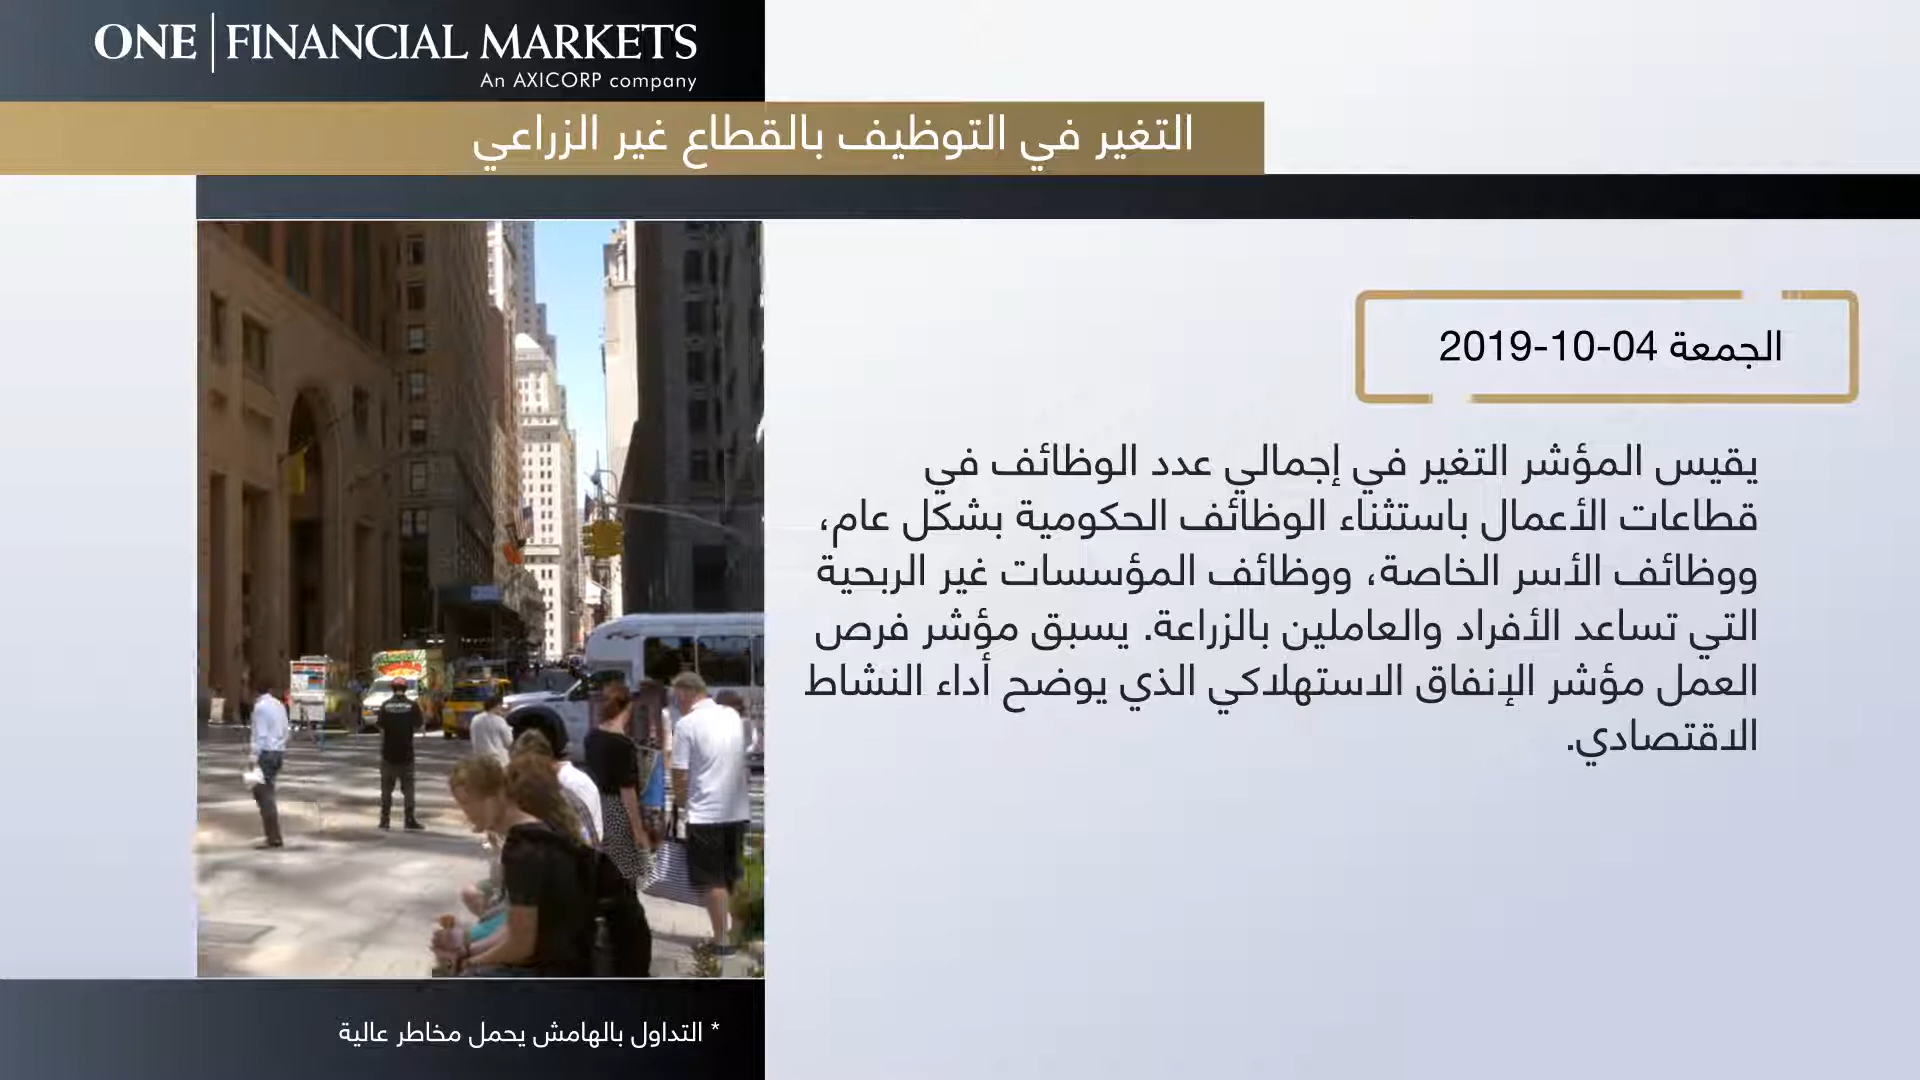 ONE FINANCIAL MARKETS
An AXICORP company
التغير في التوظيف بالقطاع غير الزراعي
الجمعة 04-10-2019
يقيس المؤشر التغير في إجمالي عدد الوظائف في
قطاعات الأعمال باستثناء الوظائف الحكومية بشكل عام،
ووظائف الأسر الخاصة، ووظائف المؤسسات غير الربحية
التي تساعد الأفراد والعاملين بالزراعة. يسبق مؤشر فرص
العمل مؤشر الإنفاق الاستهلاكي الذي يوضح أداء النشاط
الاقتصادي.
* التداول بالهامش يحمل مخاطر عالية